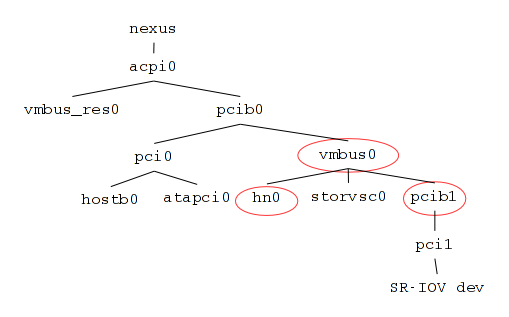 nexus
acpi0
vmbus_res0 pcib0
pci0 vmbus0
hostb0 atapci0 hn0 storvsc0 pcib1
pci1
SR-IOV dev